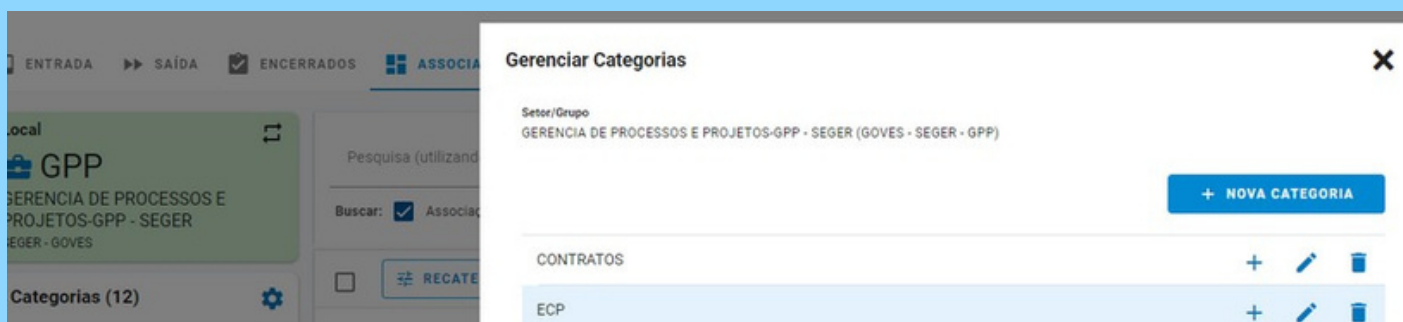 ENTRADA SAÍDA ENCERRADOS ASSOCIA
Local
GPP
GERENCIA DE PROCESSOS E
PROJETOS-GPP - SEGER
SEGER - GOVES
Categorias (12)
Pesquisa (utilizand
Buscar: Associaç
RECATE
Gerenciar Categorias
Setor/Grupo
GERENCIA DE PROCESSOS E PROJETOS-GPP - SEGER (GOVES - SEGER - GPP)
+ NOVA CATEGORIA
CONTRATOS
ECP